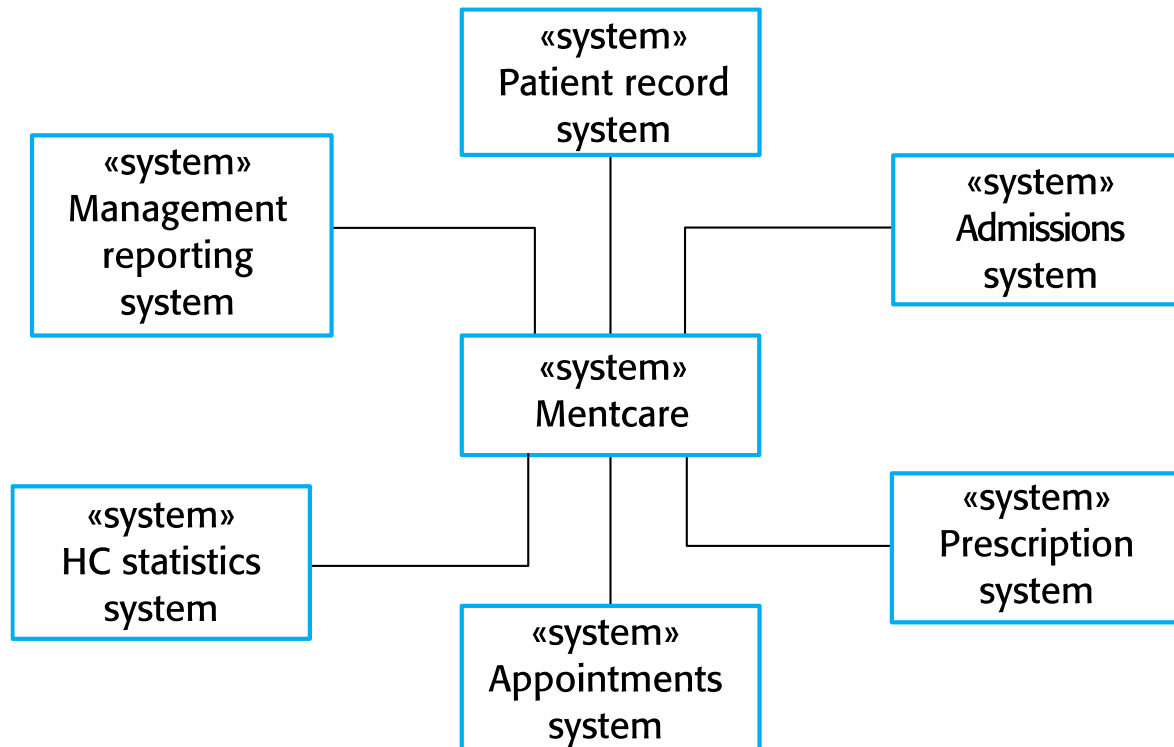 «system»
Patient record
system
«system»
Management
reporting
system
«system»
Admissions
system
«system»
Mentcare
«system»
HC statistics
system
«system»
Prescription
system
«system»
Appointments
system